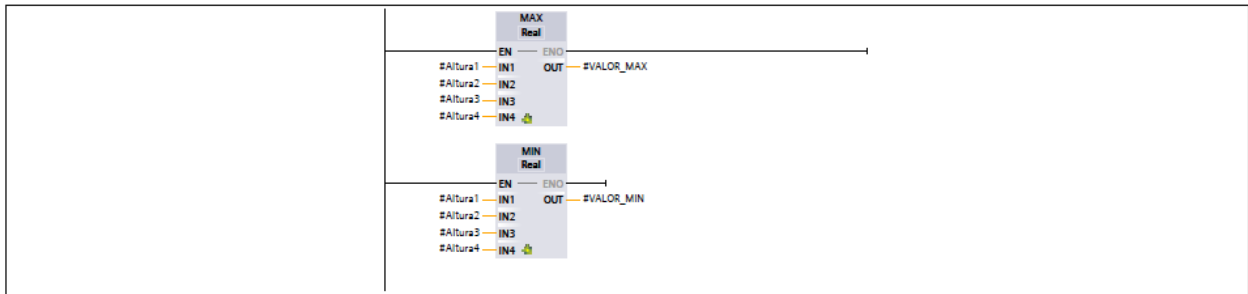 MAX
Real
EN ENO
#Altura1 IN1 OUT #VALOR_MAX
#Altura2 IN2
#Altura3 IN3
#Altura4 IN4
MIN
Real
EN ENO
#Altura1 IN1 OUT #VALOR_MIN
#Altura2 IN2
#Altura3 IN3
#Altura4 IN4